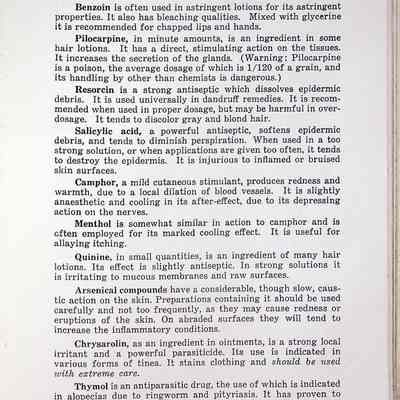 Benzoin is often used in astringent lotions for its astringent
properties. It also has bleaching qualities. Mixed with glycerine
it is recommended for chapped lips and hands.
Pilocarpine, in minute amounts, is an ingredient in some
hair lotions. It has a direct, stimulating action on the tissues.
It increases the secretion of the glands. (Warning: Pilocarpine
is a poison, the average dosage of which is 1/120 of a grain, and
its handling by other than chemists is dangerous.)
Resorcin is a strong antiseptic which dissolves epidermic
debris. It is used universally in dandruff remedies. It is recom-
mended when used in proper dosage, but may be harmful in over-
dosage. It tends to discolor gray and blond hair.
Salicylic acid, a powerful antiseptic, softens epidermic
debris, and tends to diminish perspiration. When used in a too
strong solution, or when applications are given too often, it tends
to destroy the epidermis. It is injurious to inflamed or bruised
skin surfaces.
Camphor, a mild cutaneous stimulant, produces redness and
warmth, due to a local dilation of blood vessels. It is slightly
anaesthetic and cooling in its after-effect, due to its depressing
action on the nerves.
Menthol is somewhat similar in action to camphor and is
often employed for its marked cooling effect. It is useful for
allaying itching.
Quinine, in small quantities, is an ingredient of many hair
lotions. Its effect is slightly antiseptic. In strong solutions it
is irritating to mucous membranes and raw surfaces.
Arsenical compounds have a considerable, though slow, caus-
tic action on the skin. Preparations containing it should be used
carefully and not too frequently, as they may cause redness or
eruptions of the skin. On abraded surfaces they will tend to
increase the inflammatory conditions.
Chrysarolin, as an ingredient in ointments, is a strong local
irritant and a powerful parasiticide. Its use is indicated in
various forms of tinea. It stains clothing and should be used
with extreme care.
Thymol is an antiparasitic drug, the use of which is indicated
in alopecias due to ringworm and pityriasis. It has proven to